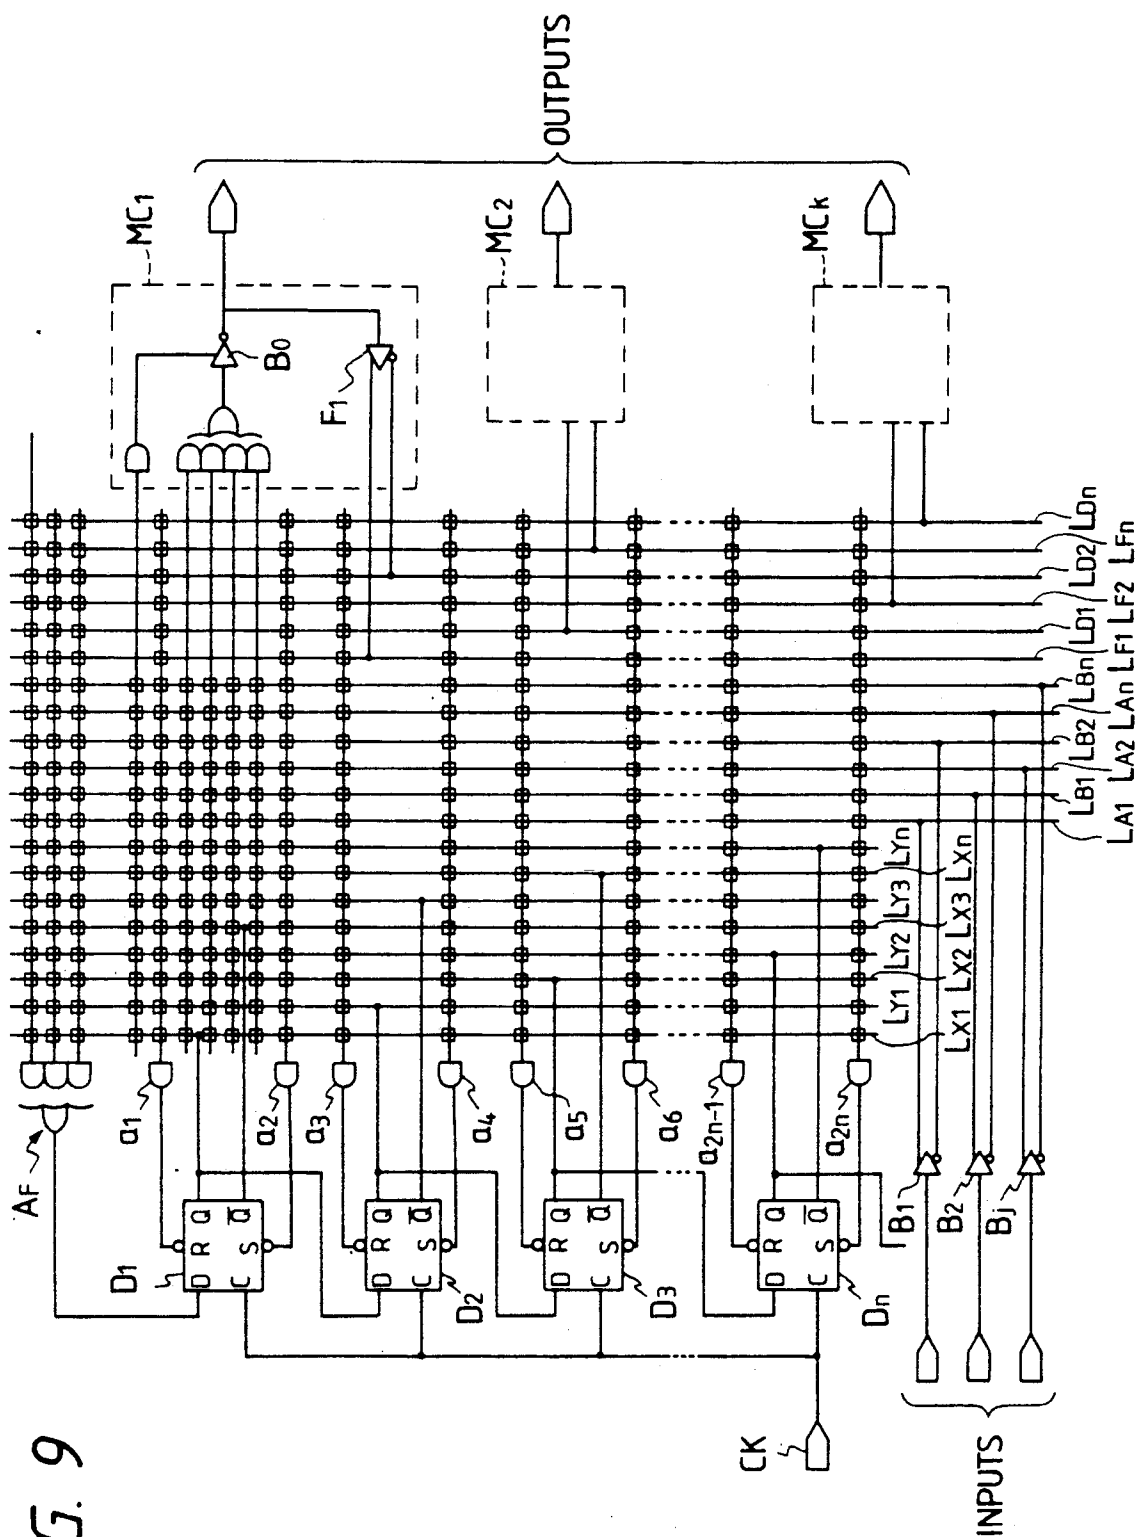 FIG. 9
OUTPUTS
MC1
MC2
MCk
B0
F1
AF
a1
a2
a3
a4
a5
a6
a2n-1
a2n
D1
D2
D3
Dn
D
R
Q
C
S
Q
D
R
Q
C
S
Q
D
R
Q
C
S
Q
D
R
Q
C
S
Q
CK
INPUTS
B1
B2
Bj
LX1
LY1
LX2
LY2
LX3
LY3
LXn
LYn
LA1
LB1
LA2
LB2
LAn
LBn
LF1
LD1
LF2
LD2
LFn
LDn